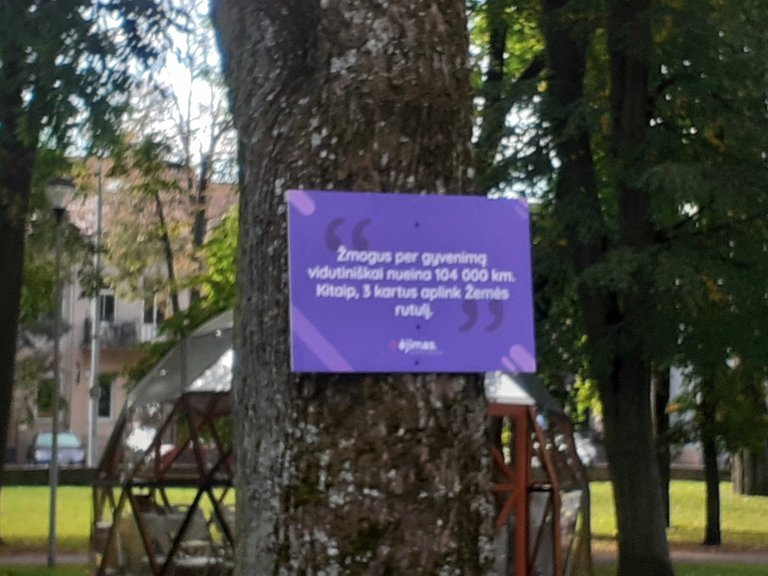 “
Žmogus per gyvenimą
vidutiniškai nueina 104 000 km.
Kitaip, 3 kartus aplink Žemės
rutulį.
”
ėjimas.